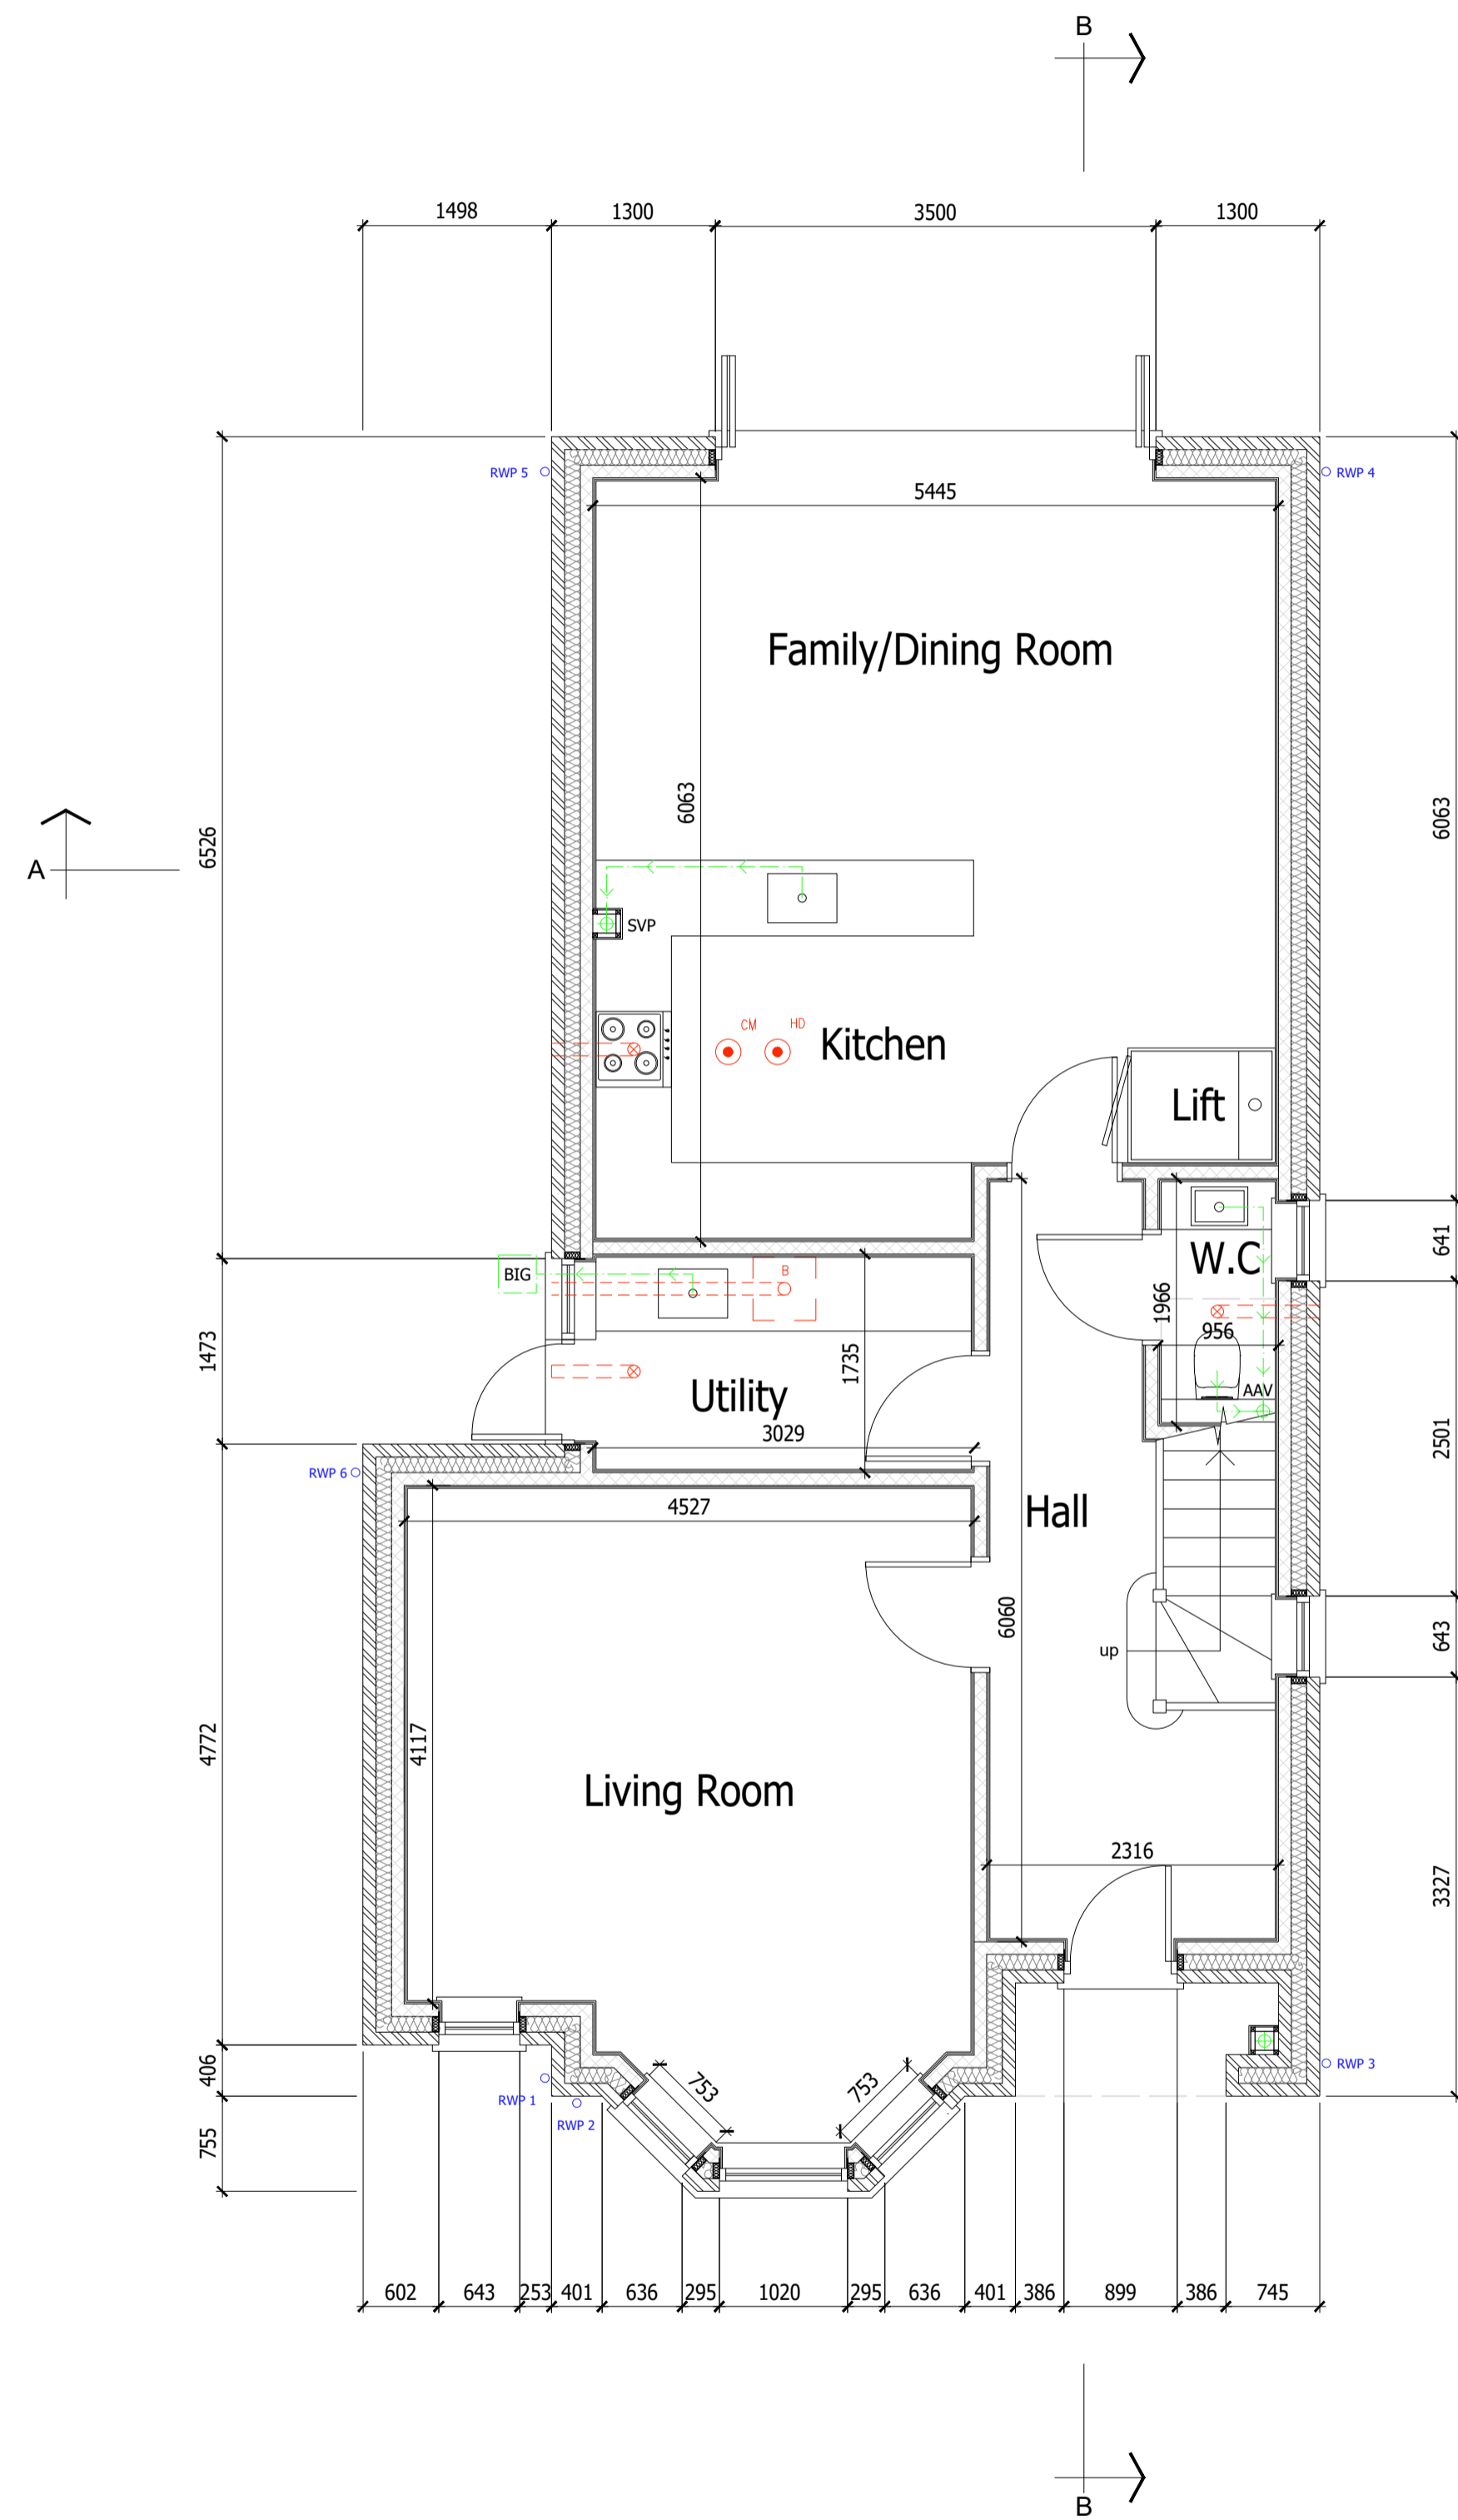 B
1498 1300 3500 1300
RWP 5
RWP 4
5445
Family/Dining Room
6063
6526
6063
A
SVP
CM
HD
Kitchen
Lift
641
W.C
BIG
B
1966
956
1473
1735
Utility
AAV
3029
2501
RWP 6
4527
Hall
6060
643
up
4772
4117
Living Room
2316
3327
406
753
753
RWP 3
RWP 1
RWP 2
755
602 643 253 401 636 295 1020 295 636 401 386 899 386 745
B